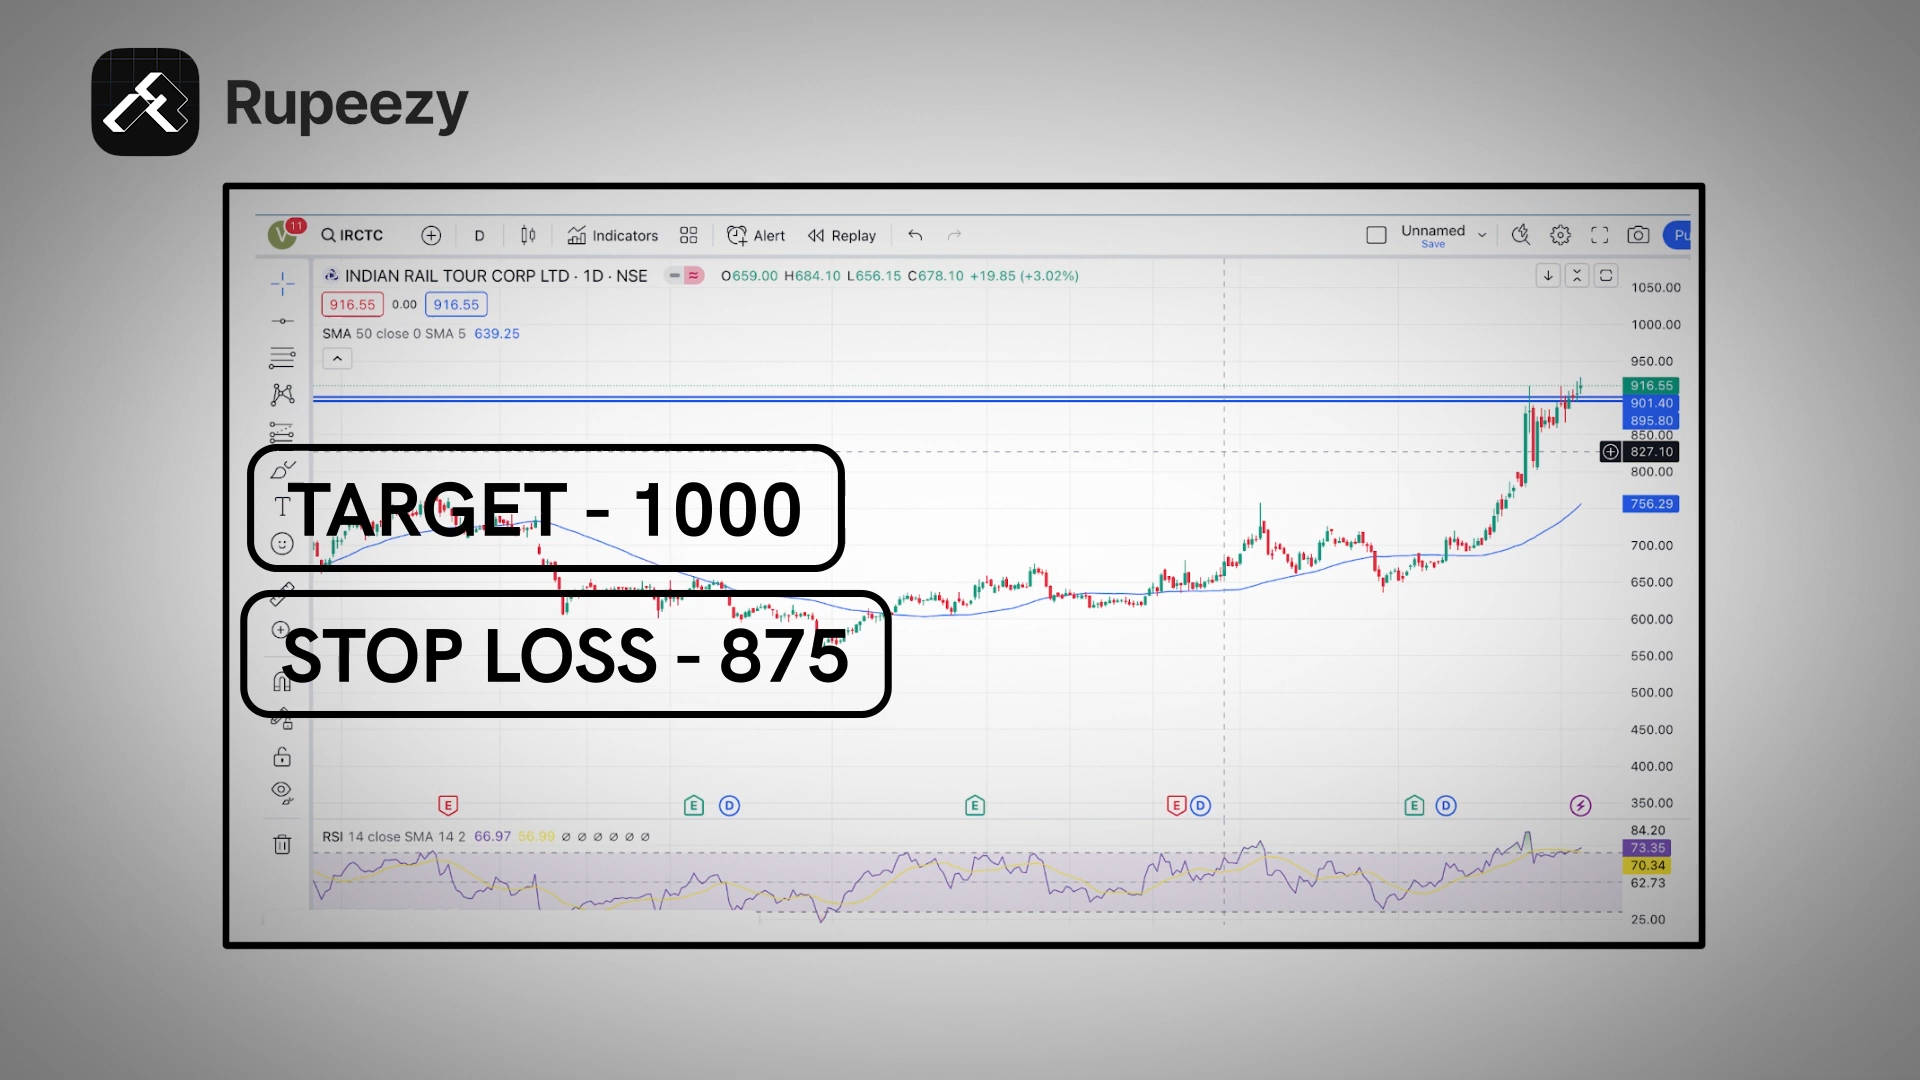 Rupeezy
V 11 IRCTC D Indicators Alert Replay Unnamed Save Pu
INDIAN RAIL TOUR CORP LTD · 1D · NSE O659.00 H684.10 L656.15 C678.10 +19.85 (+3.02%)
916.55 0.00 916.55
SMA 50 close 0 SMA 5 639.25
1050.00
1000.00
950.00
916.55
901.40
895.80
850.00
827.10
800.00
756.29
700.00
650.00
600.00
550.00
500.00
450.00
400.00
350.00
TARGET - 1000
STOP LOSS - 875
E E D E E D E D
RSI 14 close SMA 14 2 66.97 56.99 ∅ ∅ ∅ ∅ ∅ ∅
84.20
73.35
70.34
62.73
25.00